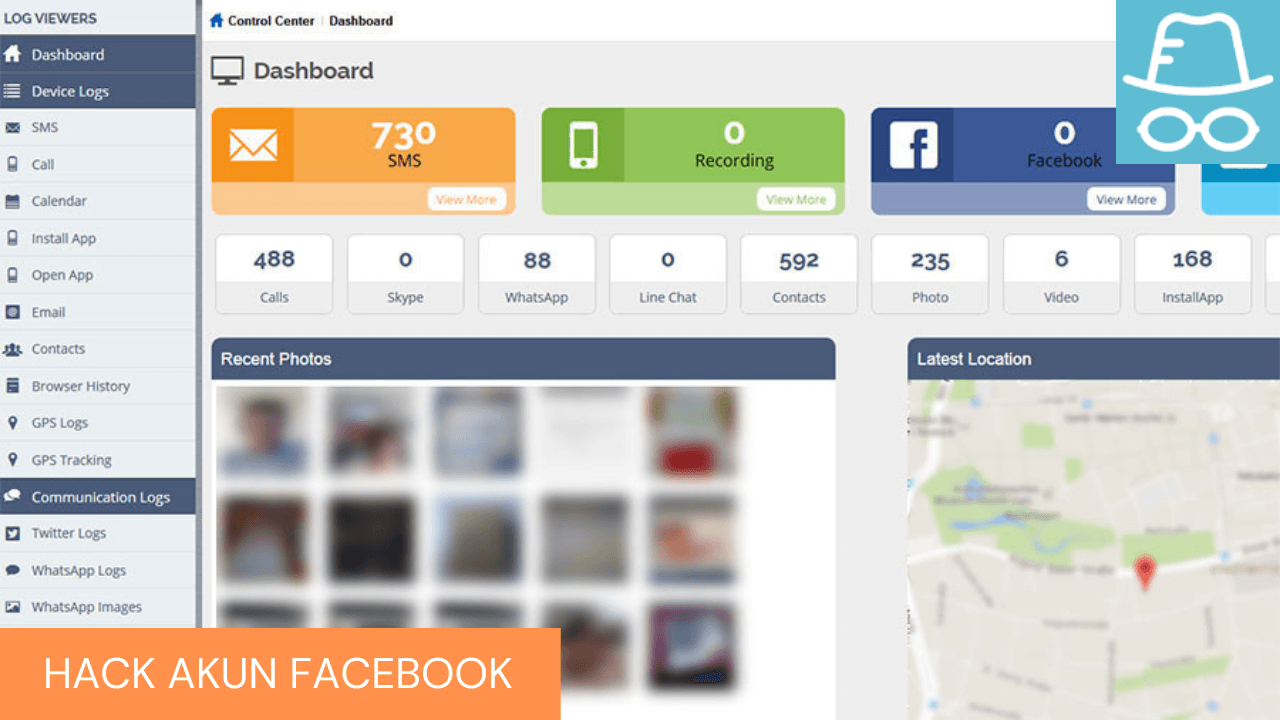 LOG VIEWERS
Dashboard
Device Logs
SMS
Call
Calendar
Install App
Open App
Email
Contacts
Browser History
GPS Logs
GPS Tracking
Communication Logs
Twitter Logs
WhatsApp Logs
WhatsApp Images
Control Center Dashboard
Dashboard
730
SMS
View More
0
Recording
View More
0
Facebook
View More
488
Calls
0
Skype
88
WhatsApp
0
Line Chat
592
Contacts
235
Photo
6
Video
168
InstallApp
Recent Photos
Latest Location
HACK AKUN FACEBOOK